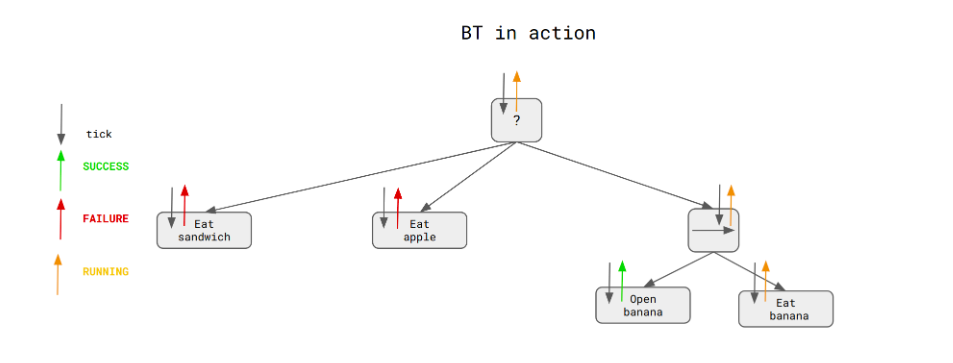 BT in action
tick
SUCCESS
FAILURE
RUNNING
?
Eat
sandwich
Eat
apple
Open
banana
Eat
banana